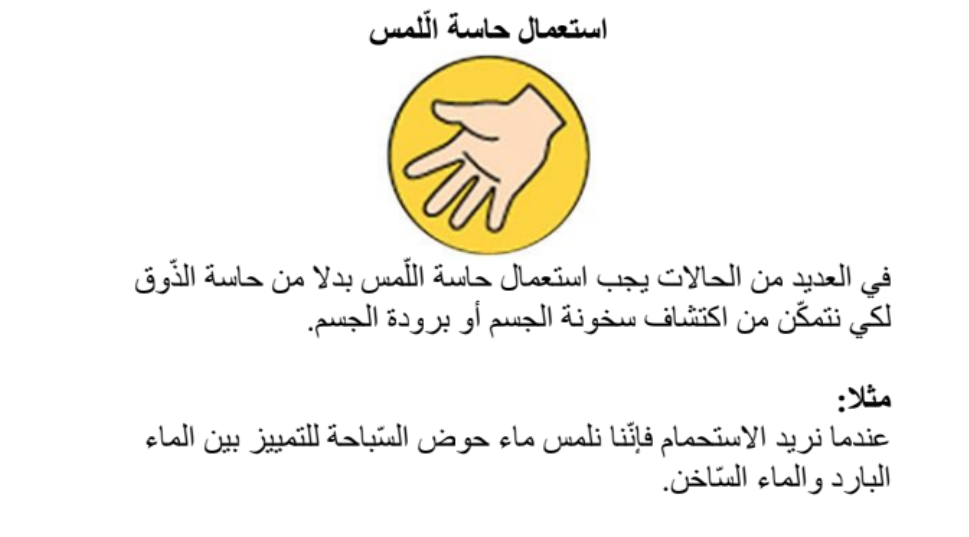 استعمال حاسة الّلمس
في العديد من الحالات يجب استعمال حاسة اللّمس بدلا من حاسة الذّوق
لكي نتمكّن من اكتشاف سخونة الجسم أو برودة الجسم.
مثلا:
عندما نريد الاستحمام فإنّنا نلمس ماء حوض السّباحة للتمييز بين الماء
البارد والماء السّاخن.